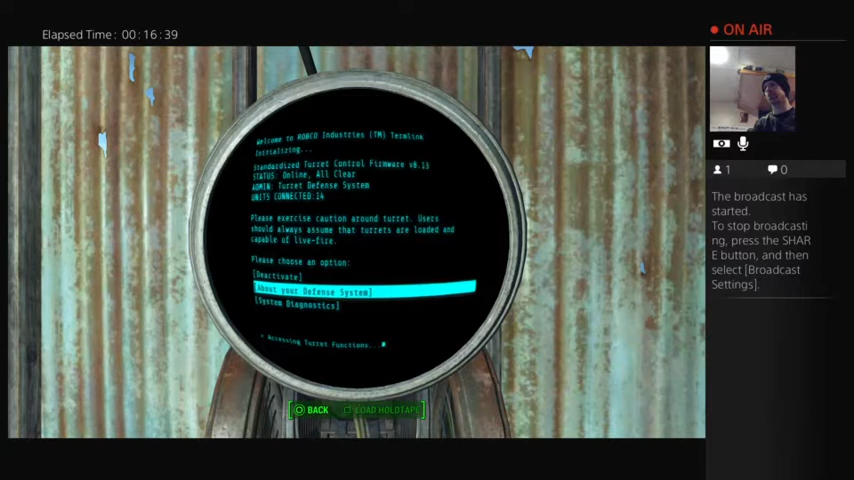 Elapsed Time : 00:16:39
ON AIR
Welcome to ROBCO Industries (TM) Termlink
Initializing...
Standardized Turret Control Firmware v8.13
STATUS: Online, All Clear
ADMIN: Turret Defense System
UNITS CONNECTED:14
Please exercise caution around turret. Users
should always assume that turrets are loaded and
capable of live-fire.
Please choose an option:
[Deactivate]
[About your Defense System]
[System Diagnostics]
> Accessing Turret Functions...
BACK
LOAD HOLDTAPE
1
0
The broadcast has
started.
To stop broadcasti
ng, press the SHAR
E button, and then
select [Broadcast
Settings].